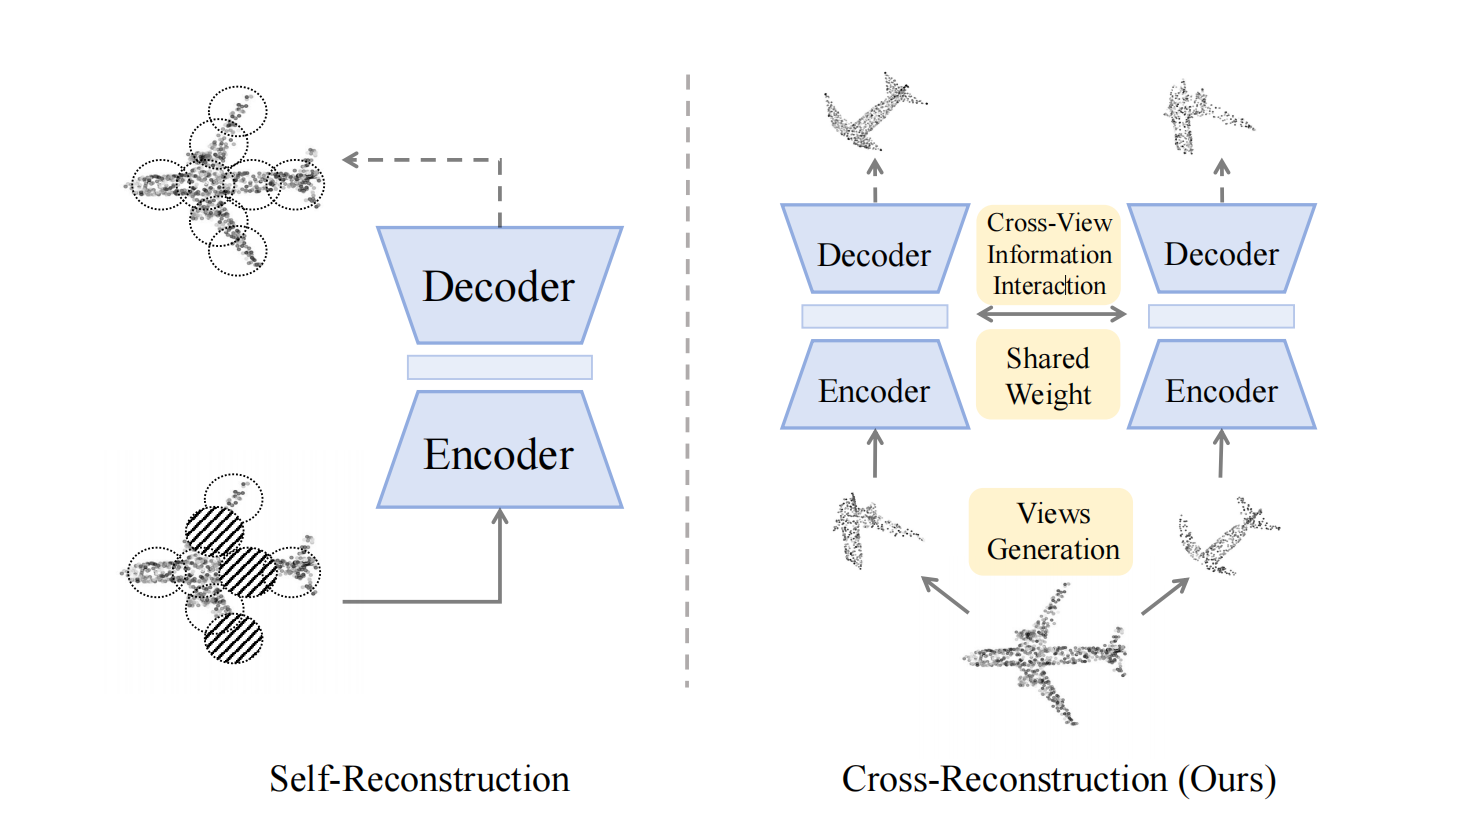 Decoder
Encoder
Self-Reconstruction
Decoder
Cross-View
Information
Interaction
Decoder
Encoder
Shared
Weight
Encoder
Views
Generation
Cross-Reconstruction (Ours)